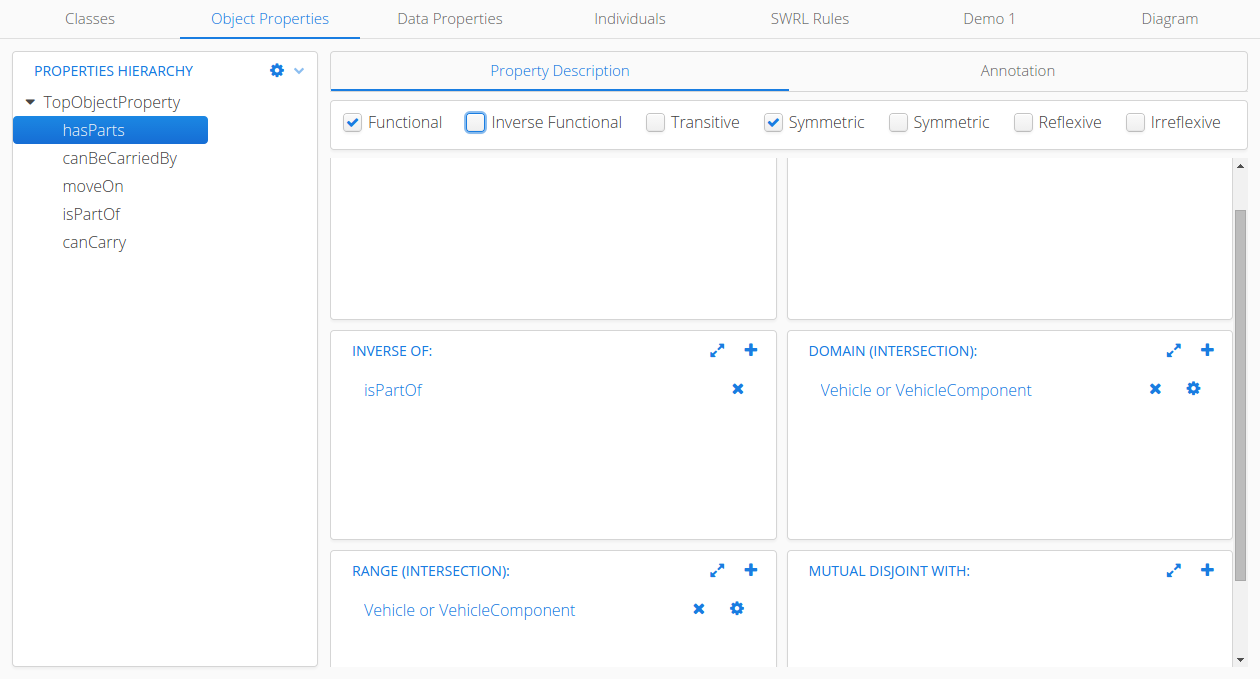 Classes Object Properties Data Properties Individuals SWRL Rules Demo 1 Diagram
PROPERTIES HIERARCHY
TopObjectProperty
hasParts
canBeCarriedBy
moveOn
isPartOf
canCarry
Property Description Annotation
Functional Inverse Functional Transitive Symmetric Symmetric Reflexive Irreflexive
INVERSE OF:
isPartOf
DOMAIN (INTERSECTION):
Vehicle or VehicleComponent
RANGE (INTERSECTION):
Vehicle or VehicleComponent
MUTUAL DISJOINT WITH: